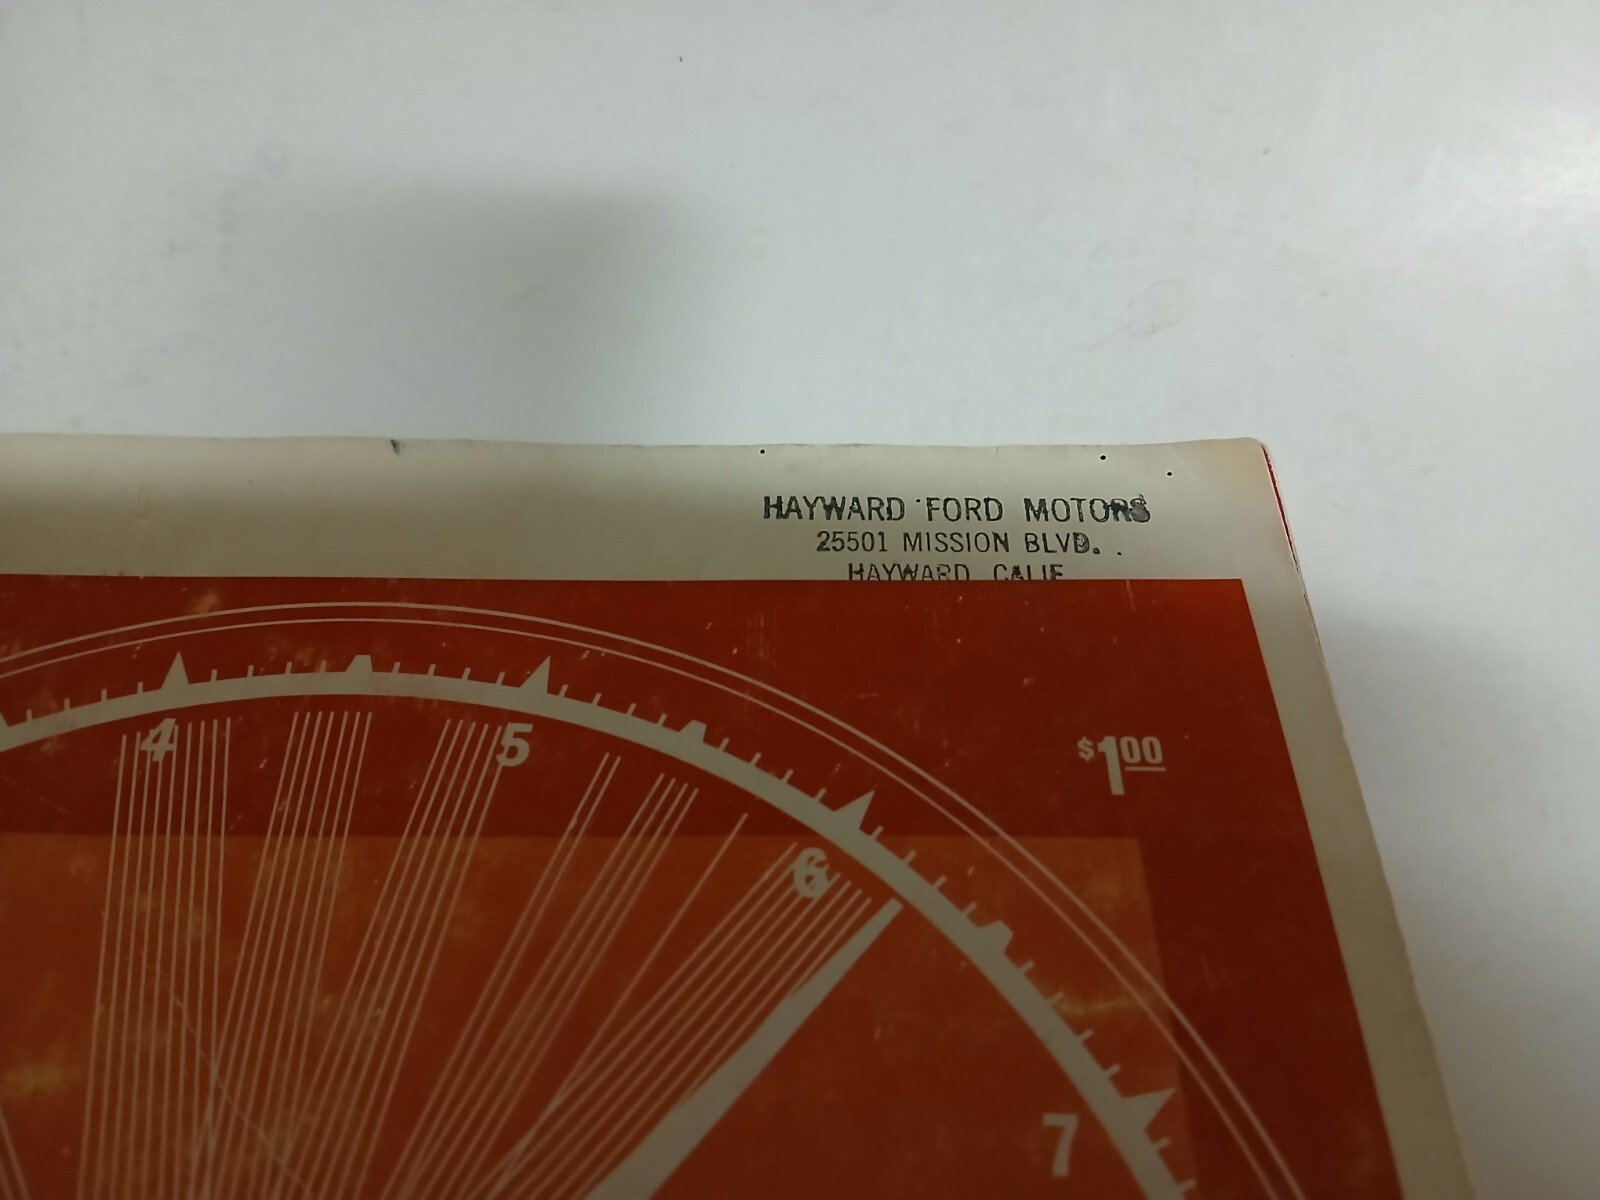 HAYWARD FORD MOTORS
25501 MISSION BLVD.
HAYWARD CALIF
$1.00
4
5
6
7